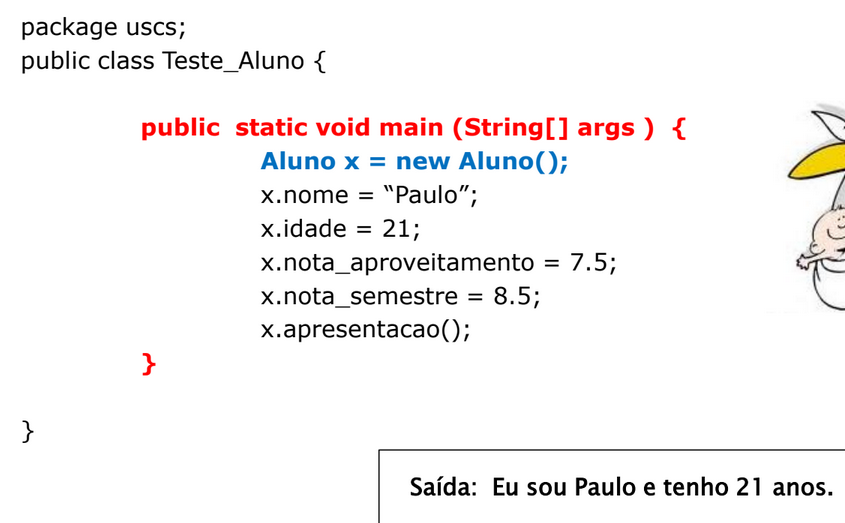 package uscs;
public class Teste_Aluno {
public static void main (String[] args ) {
Aluno x = new Aluno();
x.nome = “Paulo”;
x.idade = 21;
x.nota_aproveitamento = 7.5;
x.nota_semestre = 8.5;
x.apresentacao();
}
}
Saída: Eu sou Paulo e tenho 21 anos.